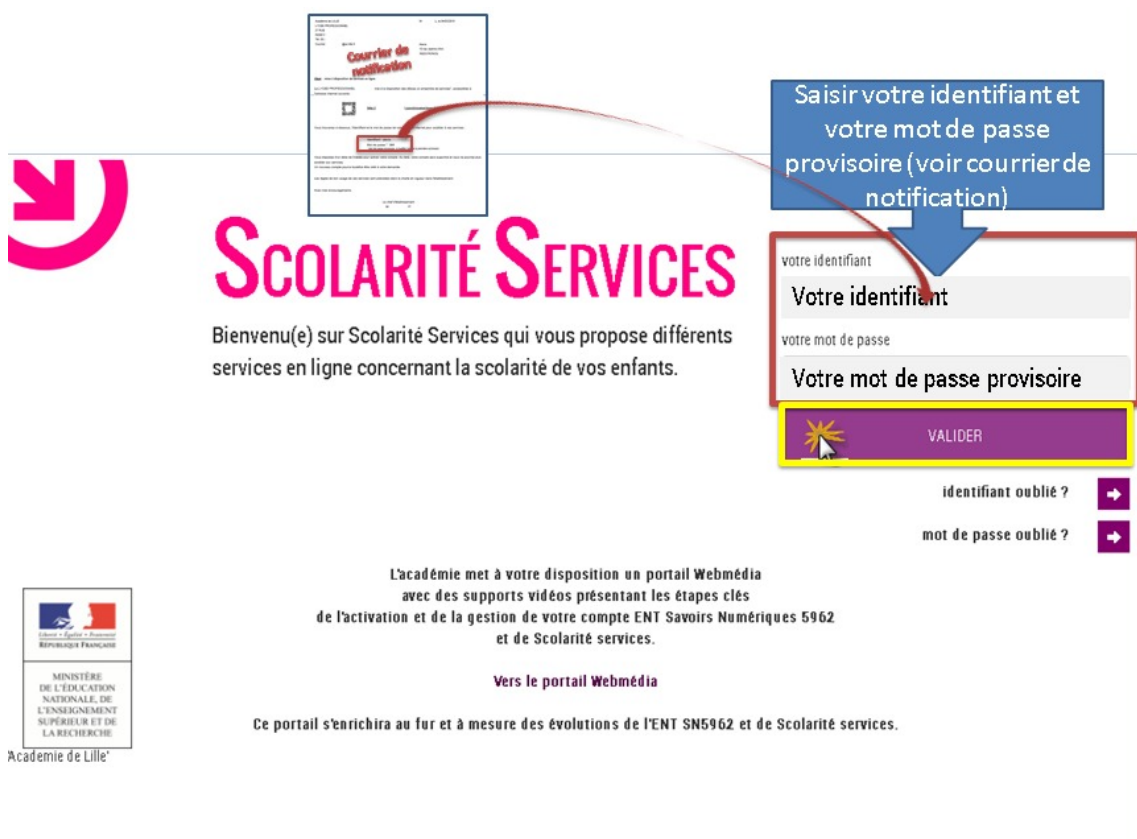 Courrier de
notification
Saisir votre identifiant et
votre mot de passe
provisoire (voir courrier de
notification)
SCOLARITÉ SERVICES
Bienvenu(e) sur Scolarité Services qui vous propose différents
services en ligne concernant la scolarité de vos enfants.
votre identifiant
Votre identifiant
votre mot de passe
Votre mot de passe provisoire
VALIDER
identifiant oublié ?
mot de passe oublié ?
L'académie met à votre disposition un portail Webmédia
avec des supports vidéos présentant les étapes clés
de l'activation et de la gestion de votre compte ENT Savoirs Numériques 5962
et de Scolarité services.
Vers le portail Webmédia
Ce portail s'enrichira au fur et à mesure des évolutions de l'ENT SN5962 et de Scolarité services.
Liberté • Égalité • Fraternité
RÉPUBLIQUE FRANÇAISE
MINISTÈRE
DE L'ÉDUCATION
NATIONALE, DE
L'ENSEIGNEMENT
SUPÉRIEUR ET DE
LA RECHERCHE
'Academie de Lille'